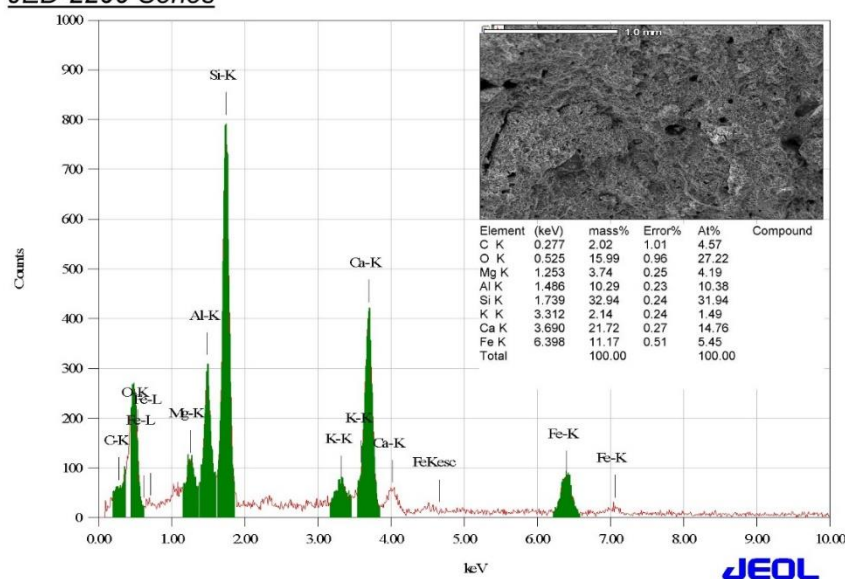 JED-2200 Series
1000
900
800
700
600
500
400
300
200
100
0
Counts
0.00 1.00 2.00 3.00 4.00 5.00 6.00 7.00 8.00 9.00 10.00
keV
C-K
O-K
Fe-L
Fe-L
Mg-K
Al-K
Si-K
K-K
K-K
Ca-K
Ca-K
FeKesc
Fe-K
Fe-K
1.0 mm
Element (keV) mass% Error% At% Compound
C K 0.277 2.02 1.01 4.57
O K 0.525 15.99 0.96 27.22
Mg K 1.253 3.74 0.25 4.19
Al K 1.486 10.29 0.23 10.38
Si K 1.739 32.94 0.24 31.94
K K 3.312 2.14 0.24 1.49
Ca K 3.690 21.72 0.27 14.76
Fe K 6.398 11.17 0.51 5.45
Total 100.00 100.00
JEOL